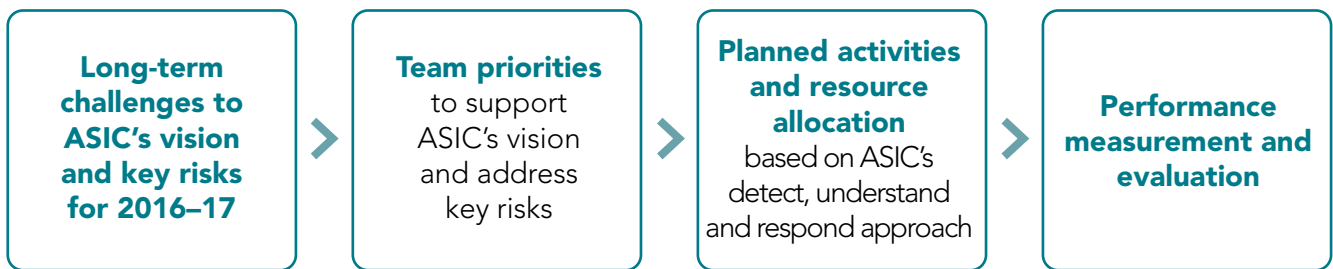 Long-term
challenges to
ASIC’s vision
and key risks
for 2016–17
Team priorities
to support
ASIC’s vision
and address
key risks
Planned activities
and resource
allocation
based on ASIC’s
detect, understand
and respond approach
Performance
measurement and
evaluation